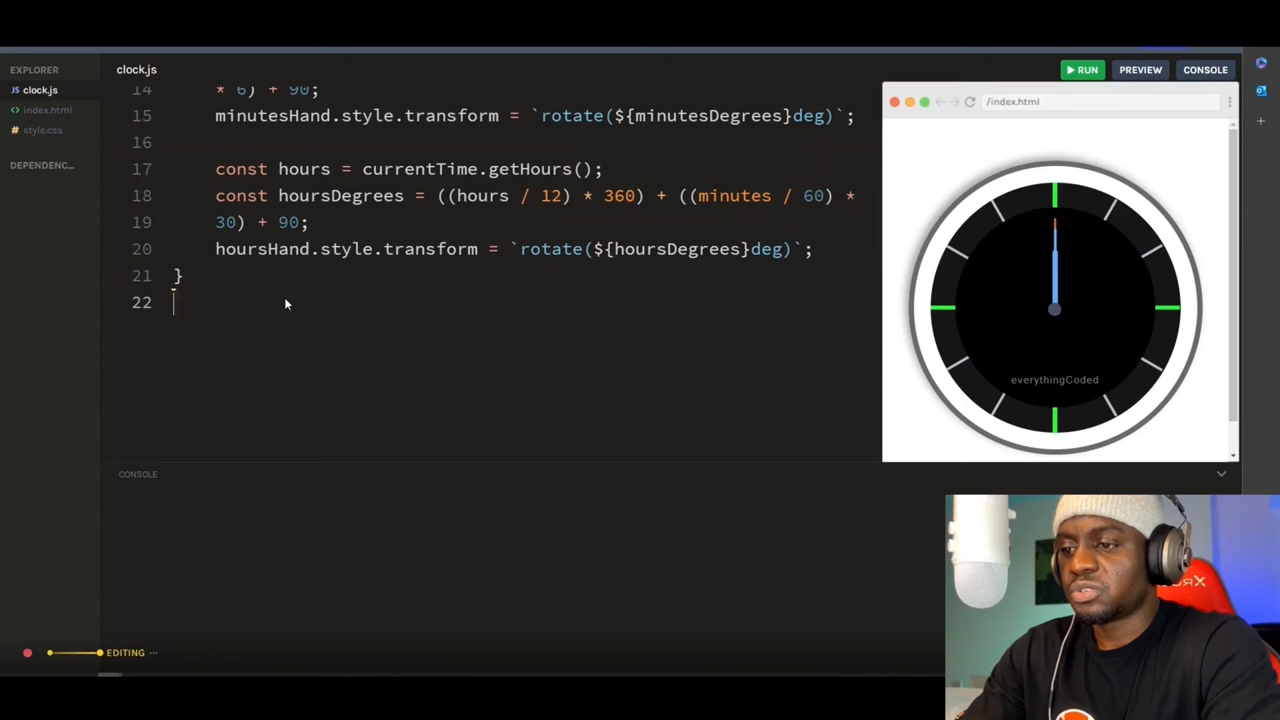 EXPLORER
clock.js
RUN
PREVIEW
CONSOLE
JS clock.js
<> index.html
style.css
DEPENDENC...
14 * 6) + 90;
15 minutesHand.style.transform = `rotate(${minutesDegrees}deg)`;
16
17 const hours = currentTime.getHours();
18 const hoursDegrees = ((hours / 12) * 360) + ((minutes / 60) *
19 30) + 90;
20 hoursHand.style.transform = `rotate(${hoursDegrees}deg)`;
21 }
22
/index.html
everythingCoded
CONSOLE
EDITING ...